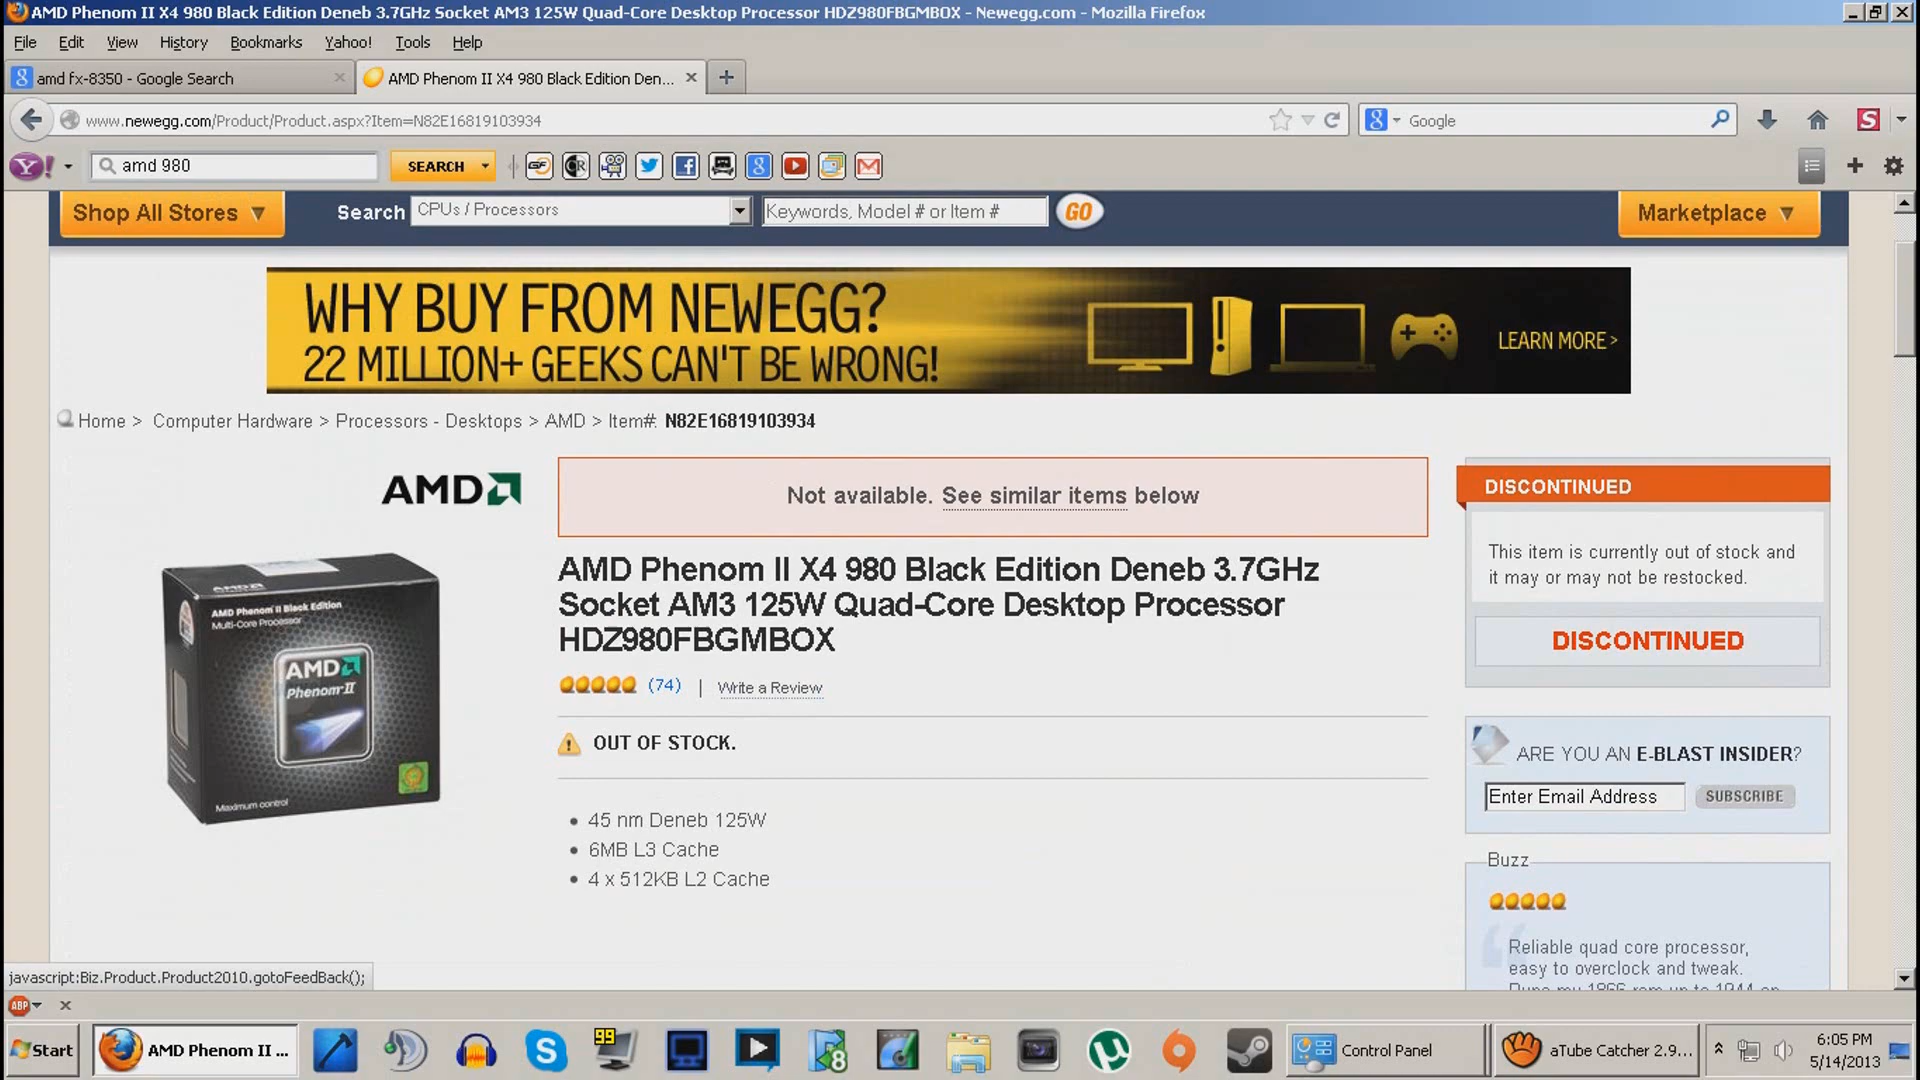 AMD Phenom II X4 980 Black Edition Deneb 3.7GHz Socket AM3 125W Quad-Core Desktop Processor HDZ980FBGMBOX - Newegg.com - Mozilla Firefox
File Edit View History Bookmarks Yahoo! Tools Help
amd fx-8350 - Google Search
AMD Phenom II X4 980 Black Edition Den...
www.newegg.com/Product/Product.aspx?Item=N82E16819103934
Google
amd 980
SEARCH
Shop All Stores
Search
CPUs / Processors
Keywords, Model # or Item #
GO
Marketplace
WHY BUY FROM NEWEGG?
22 MILLION+ GEEKS CAN'T BE WRONG!
LEARN MORE >
Home > Computer Hardware > Processors - Desktops > AMD > Item#: N82E16819103934
AMD
Not available. See similar items below
DISCONTINUED
This item is currently out of stock and
it may or may not be restocked.
DISCONTINUED
AMD Phenom II X4 980 Black Edition Deneb 3.7GHz
Socket AM3 125W Quad-Core Desktop Processor
HDZ980FBGMBOX
(74) | Write a Review
OUT OF STOCK.
45 nm Deneb 125W
6MB L3 Cache
4 x 512KB L2 Cache
AMD
AMD Phenom II Black Edition
Multi-Core Processor
AMD
Phenom II
Maximum control
ARE YOU AN E-BLAST INSIDER?
Enter Email Address
SUBSCRIBE
Buzz
Reliable quad core processor,
easy to overclock and tweak.
javascript:Biz.Product.Product2010.gotoFeedBack();
ABP
Start
AMD Phenom II ...
99
8
Control Panel
aTube Catcher 2.9...
6:05 PM
5/14/2013